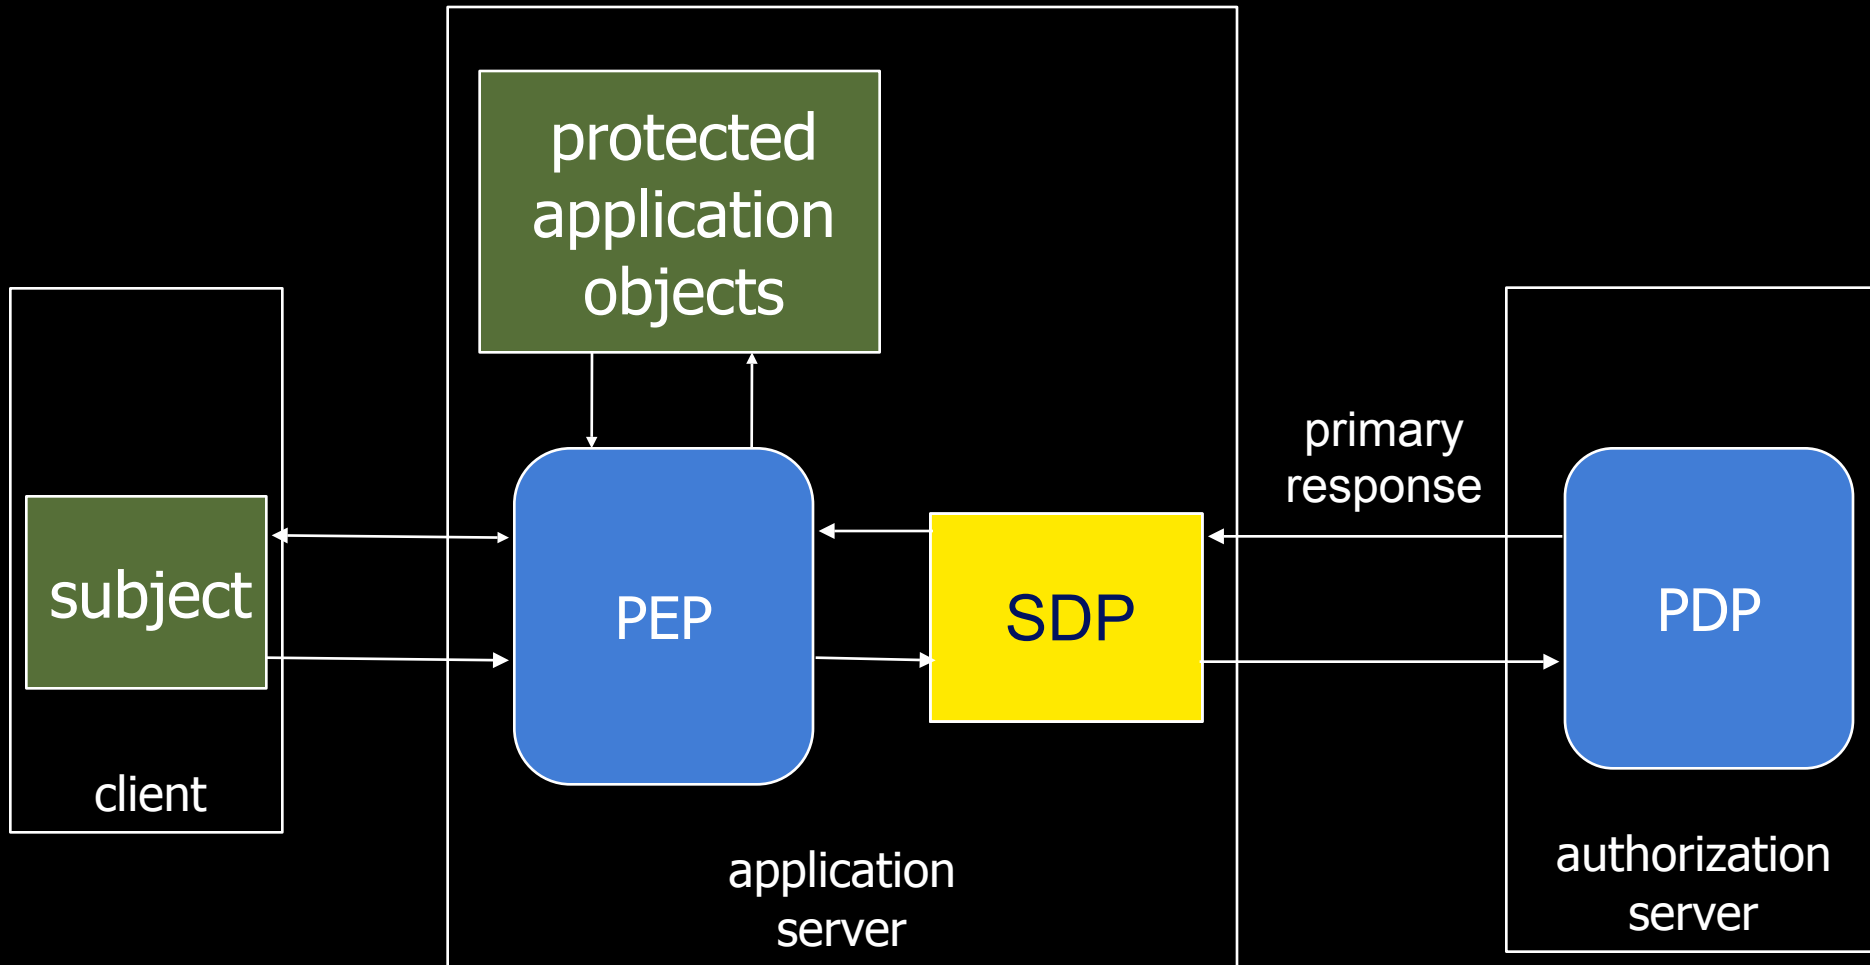 protected
application
objects
subject
client
PEP
SDP
application
server
primary
response
PDP
authorization
server